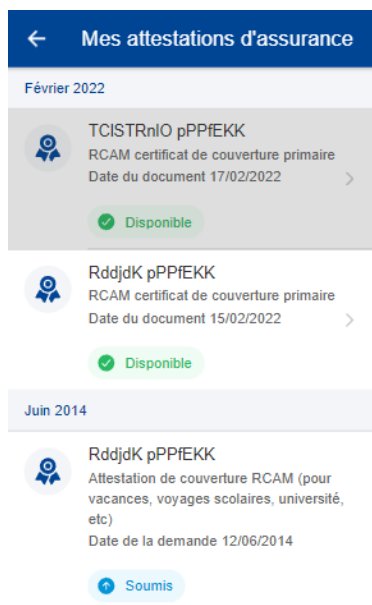 Mes attestations d'assurance
Février 2022
TCISTRnIO pPPfEKK
RCAM certificat de couverture primaire
Date du document 17/02/2022
Disponible
RddjdK pPPfEKK
RCAM certificat de couverture primaire
Date du document 15/02/2022
Disponible
Juin 2014
RddjdK pPPfEKK
Attestation de couverture RCAM (pour
vacances, voyages scolaires, université,
etc)
Date de la demande 12/06/2014
Soumis